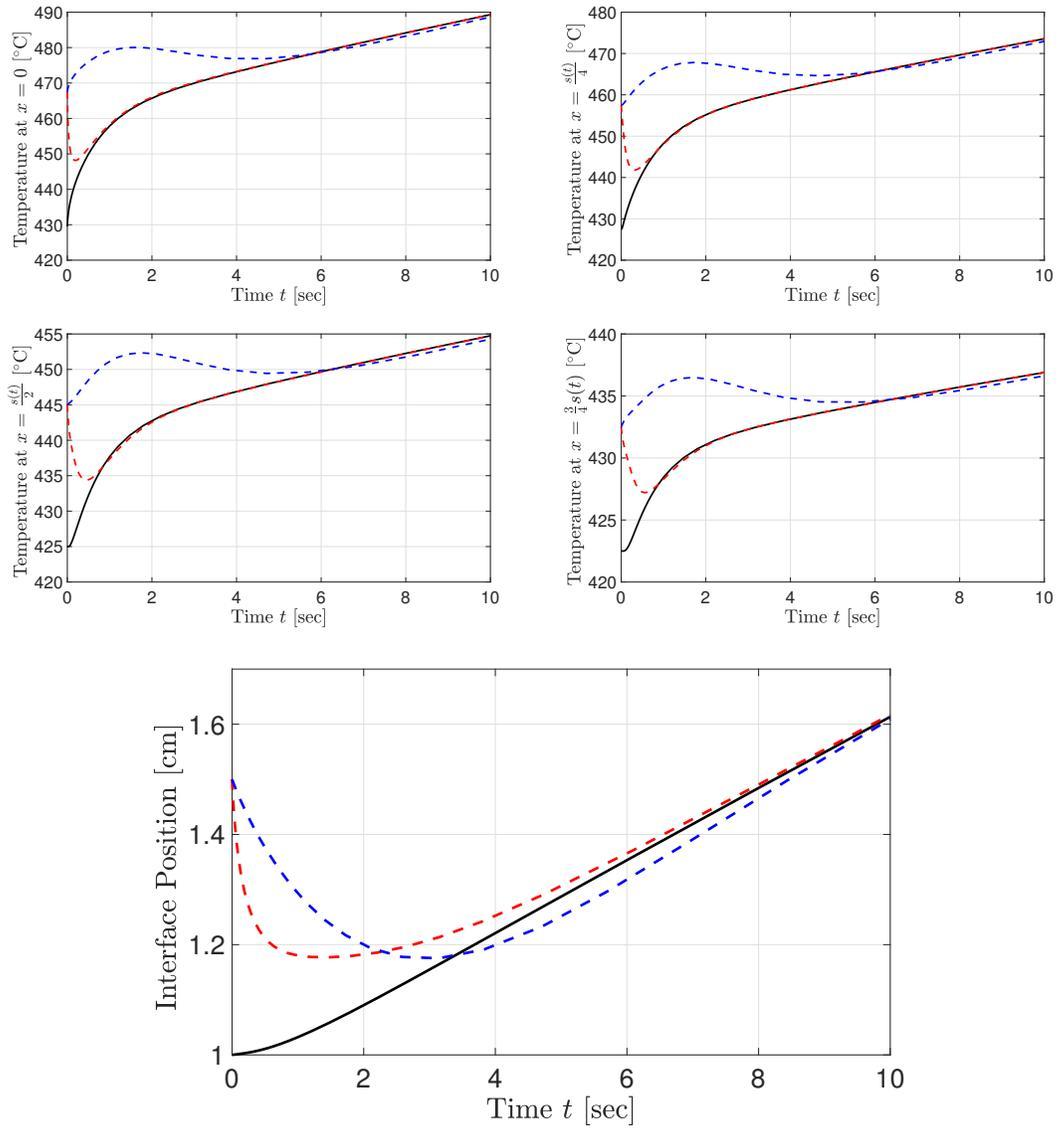 490
480
470
460
450
440
430
420
Temperature at x = 0 [°C]
0 2 4 6 8 10
Time t [sec]
480
470
460
450
440
430
420
Temperature at x = s(t)/4 [°C]
0 2 4 6 8 10
Time t [sec]
455
450
445
440
435
430
425
420
Temperature at x = s(t)/2 [°C]
0 2 4 6 8 10
Time t [sec]
440
435
430
425
420
Temperature at x = 3/4 s(t) [°C]
0 2 4 6 8 10
Time t [sec]
1.6
1.4
1.2
1
Interface Position [cm]
0 2 4 6 8 10
Time t [sec]